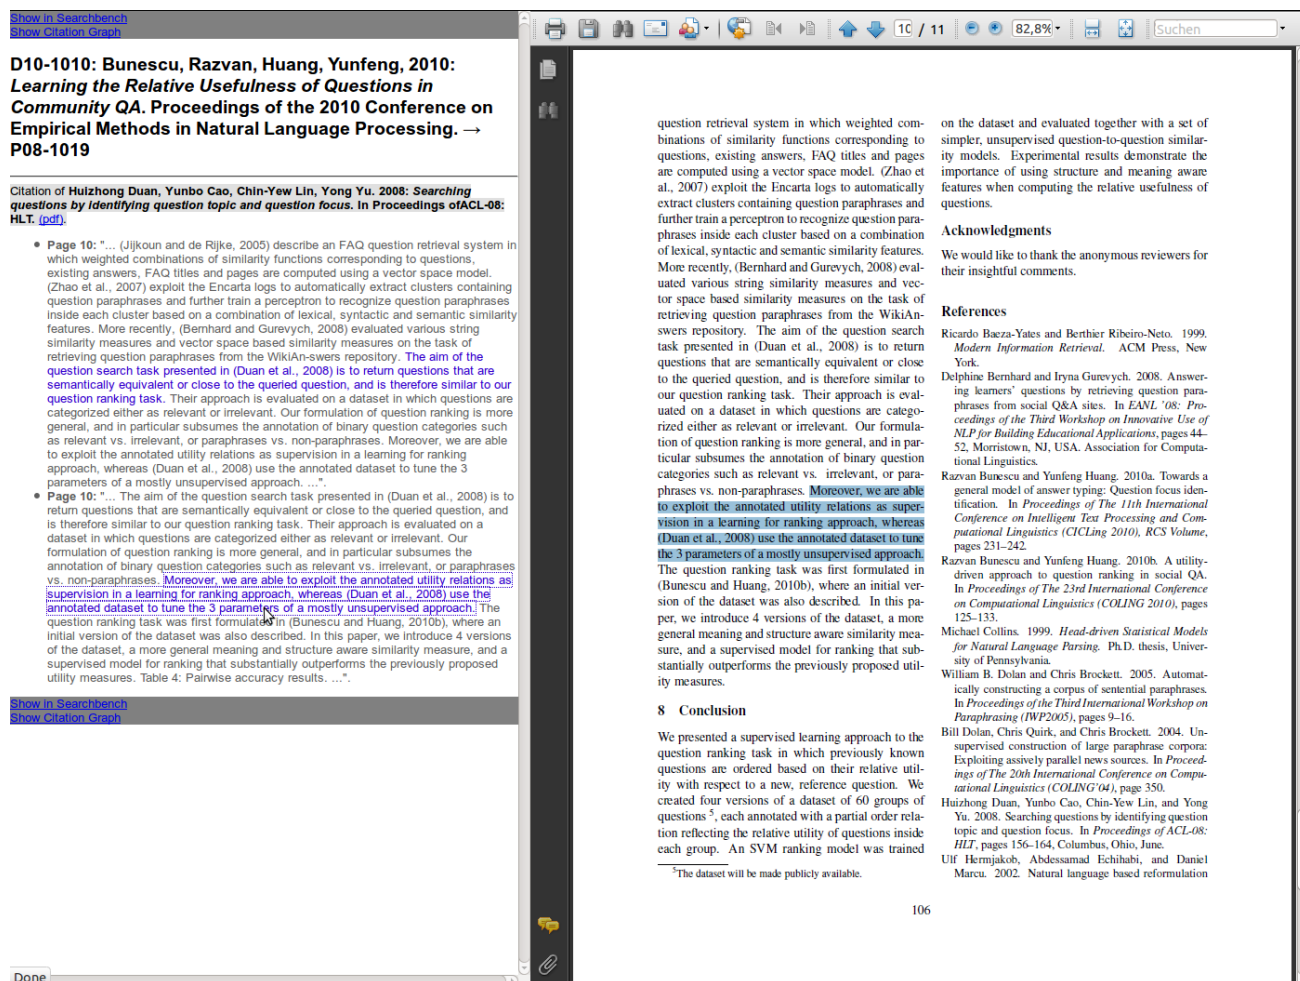 Show in Searchbench
Show Citation Graph
D10-1010: Bunescu, Razvan, Huang, Yunfeng, 2010:
Learning the Relative Usefulness of Questions in
Community QA. Proceedings of the 2010 Conference on
Empirical Methods in Natural Language Processing. →
P08-1019
Citation of Huizhong Duan, Yunbo Cao, Chin-Yew Lin, Yong Yu. 2008: Searching
questions by identifying question topic and question focus. In Proceedings ofACL-08:
HLT. (pdf).
Page 10: "... (Jijkoun and de Rijke, 2005) describe an FAQ question retrieval system in
which weighted combinations of similarity functions corresponding to questions,
existing answers, FAQ titles and pages are computed using a vector space model.
(Zhao et al., 2007) exploit the Encarta logs to automatically extract clusters containing
question paraphrases and further train a perceptron to recognize question paraphrases
inside each cluster based on a combination of lexical, syntactic and semantic similarity
features. More recently, (Bernhard and Gurevych, 2008) evaluated various string
similarity measures and vector space based similarity measures on the task of
retrieving question paraphrases from the WikiAn-swers repository. The aim of the
question search task presented in (Duan et al., 2008) is to return questions that are
semantically equivalent or close to the queried question, and is therefore similar to our
question ranking task. Their approach is evaluated on a dataset in which questions are
categorized either as relevant or irrelevant. Our formulation of question ranking is more
general, and in particular subsumes the annotation of binary question categories such
as relevant vs. irrelevant, or paraphrases vs. non-paraphrases. Moreover, we are able
to exploit the annotated utility relations as supervision in a learning for ranking
approach, whereas (Duan et al., 2008) use the annotated dataset to tune the 3
parameters of a mostly unsupervised approach. ...".
Page 10: "... The aim of the question search task presented in (Duan et al., 2008) is to
return questions that are semantically equivalent or close to the queried question, and
is therefore similar to our question ranking task. Their approach is evaluated on a
dataset in which questions are categorized either as relevant or irrelevant. Our
formulation of question ranking is more general, and in particular subsumes the
annotation of binary question categories such as relevant vs. irrelevant, or paraphrases
vs. non-paraphrases. Moreover, we are able to exploit the annotated utility relations as
supervision in a learning for ranking approach, whereas (Duan et al., 2008) use the
annotated dataset to tune the 3 parameters of a mostly unsupervised approach. The
question ranking task was first formulated in (Bunescu and Huang, 2010b), where an
initial version of the dataset was also described. In this paper, we introduce 4 versions
of the dataset, a more general meaning and structure aware similarity measure, and a
supervised model for ranking that substantially outperforms the previously proposed
utility measures. Table 4: Pairwise accuracy results. ...".
Show in Searchbench
Show Citation Graph
Done
10 / 11
82,8%
Suchen
question retrieval system in which weighted com-
binations of similarity functions corresponding to
questions, existing answers, FAQ titles and pages
are computed using a vector space model. (Zhao et
al., 2007) exploit the Encarta logs to automatically
extract clusters containing question paraphrases and
further train a perceptron to recognize question para-
phrases inside each cluster based on a combination
of lexical, syntactic and semantic similarity features.
More recently, (Bernhard and Gurevych, 2008) eval-
uated various string similarity measures and vec-
tor space based similarity measures on the task of
retrieving question paraphrases from the WikiAn-
swers repository. The aim of the question search
task presented in (Duan et al., 2008) is to return
questions that are semantically equivalent or close
to the queried question, and is therefore similar to
our question ranking task. Their approach is eval-
uated on a dataset in which questions are catego-
rized either as relevant or irrelevant. Our formula-
tion of question ranking is more general, and in par-
ticular subsumes the annotation of binary question
categories such as relevant vs. irrelevant, or para-
phrases vs. non-paraphrases. Moreover, we are able
to exploit the annotated utility relations as super-
vision in a learning for ranking approach, whereas
(Duan et al., 2008) use the annotated dataset to tune
the 3 parameters of a mostly unsupervised approach.
The question ranking task was first formulated in
(Bunescu and Huang, 2010b), where an initial ver-
sion of the dataset was also described. In this pa-
per, we introduce 4 versions of the dataset, a more
general meaning and structure aware similarity mea-
sure, and a supervised model for ranking that sub-
stantially outperforms the previously proposed util-
ity measures.
8 Conclusion
We presented a supervised learning approach to the
question ranking task in which previously known
questions are ordered based on their relative util-
ity with respect to a new, reference question. We
created four versions of a dataset of 60 groups of
questions 5, each annotated with a partial order rela-
tion reflecting the relative utility of questions inside
each group. An SVM ranking model was trained
5The dataset will be made publicly available.
on the dataset and evaluated together with a set of
simpler, unsupervised question-to-question similar-
ity models. Experimental results demonstrate the
importance of using structure and meaning aware
features when computing the relative usefulness of
questions.
Acknowledgments
We would like to thank the anonymous reviewers for
their insightful comments.
References
Ricardo Baeza-Yates and Berthier Ribeiro-Neto. 1999.
Modern Information Retrieval. ACM Press, New
York.
Delphine Bernhard and Iryna Gurevych. 2008. Answer-
ing learners' questions by retrieving question para-
phrases from social Q&A sites. In EANL '08: Pro-
ceedings of the Third Workshop on Innovative Use of
NLP for Building Educational Applications, pages 44–
52, Morristown, NJ, USA. Association for Computa-
tional Linguistics.
Razvan Bunescu and Yunfeng Huang. 2010a. Towards a
general model of answer typing: Question focus iden-
tification. In Proceedings of The 11th International
Conference on Intelligent Text Processing and Com-
putational Linguistics (CICLing 2010), RCS Volume,
pages 231–242.
Razvan Bunescu and Yunfeng Huang. 2010b. A utility-
driven approach to question ranking in social QA.
In Proceedings of The 23rd International Conference
on Computational Linguistics (COLING 2010), pages
125–133.
Michael Collins. 1999. Head-driven Statistical Models
for Natural Language Parsing. Ph.D. thesis, Univer-
sity of Pennsylvania.
William B. Dolan and Chris Brockett. 2005. Automat-
ically constructing a corpus of sentential paraphrases.
In Proceedings of the Third International Workshop on
Paraphrasing (IWP2005), pages 9–16.
Bill Dolan, Chris Quirk, and Chris Brockett. 2004. Un-
supervised construction of large paraphrase corpora:
Exploiting assively parallel news sources. In Proceed-
ings of The 20th International Conference on Compu-
tational Linguistics (COLING'04), page 350.
Huizhong Duan, Yunbo Cao, Chin-Yew Lin, and Yong
Yu. 2008. Searching questions by identifying question
topic and question focus. In Proceedings of ACL-08:
HLT, pages 156–164, Columbus, Ohio, June.
Ulf Hermjakob, Abdessamad Echihabi, and Daniel
Marcu. 2002. Natural language based reformulation
106